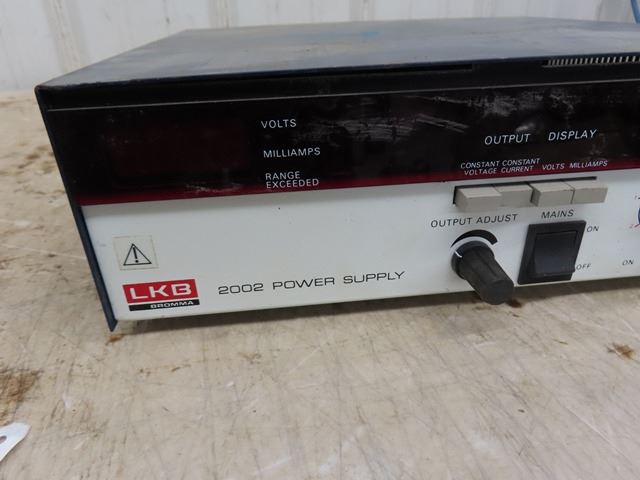 VOLTS
MILLIAMPS
RANGE
EXCEEDED
OUTPUT DISPLAY
CONSTANT CONSTANT VOLTS MILLIAMPS
VOLTAGE CURRENT
OUTPUT ADJUST
MAINS
ON
OFF
ON
LKB
BROMMA
2002 POWER SUPPLY